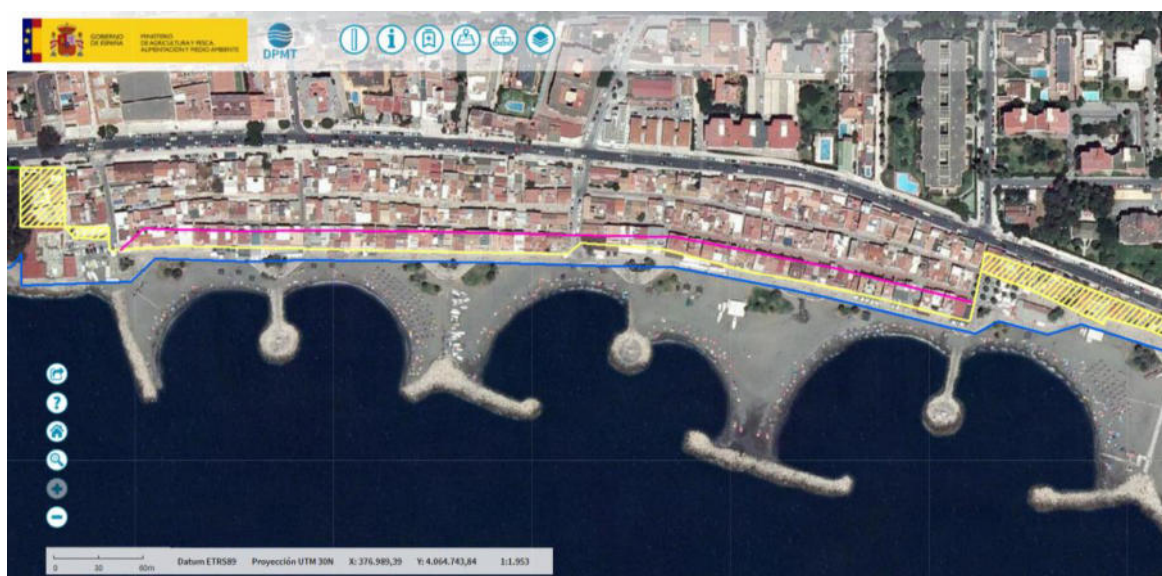 GOBIERNO
DE ESPAÑA
MINISTERIO
DE AGRICULTURA Y PESCA,
ALIMENTACIÓN Y MEDIO AMBIENTE
DPMT
i
?
0 30 60m
Datum ETRS89 Proyección UTM 30N X: 376.989,39 Y: 4.064.743,84 1:1.953